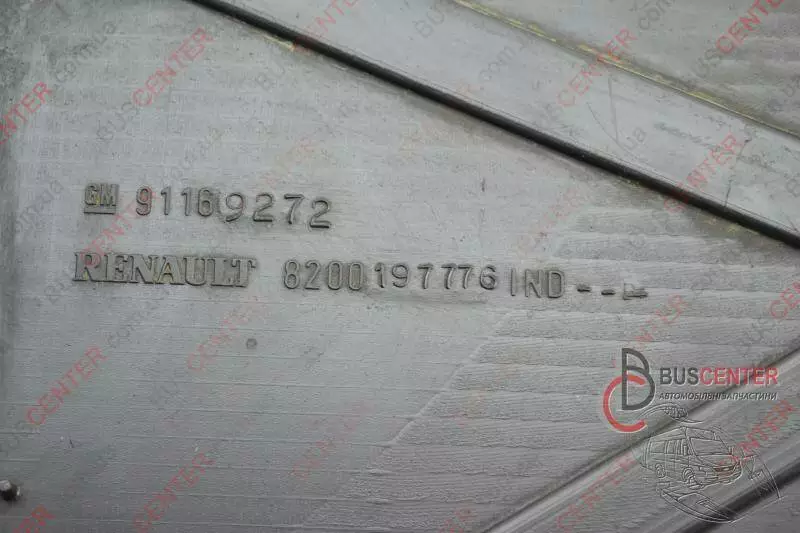 GM 91169272
RENAULT 8200197776 IND - -
BUSCENTER
АВТОМОБІЛЬНІ ЗАПЧАСТИНИ